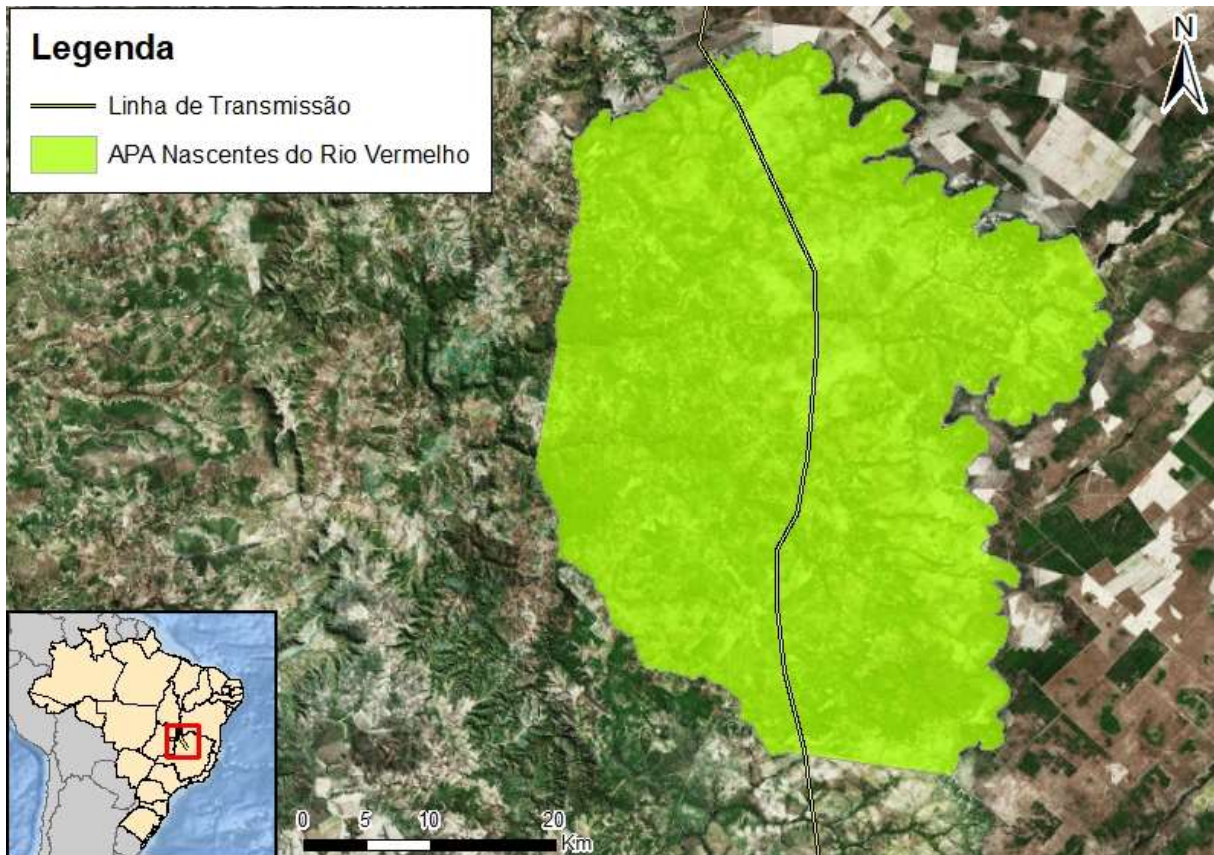 Legenda
Linha de Transmissão
APA Nascentes do Rio Vermelho
N
0 5 10 20
Km